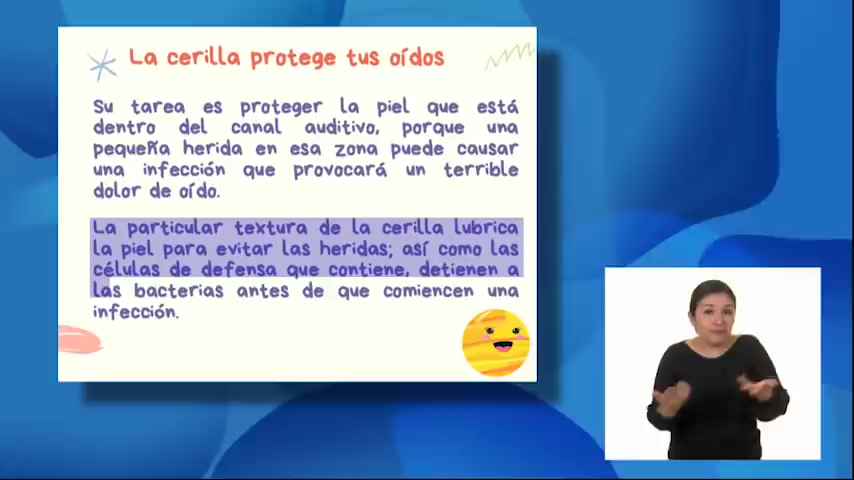 La cerilla protege tus oídos
Su tarea es proteger la piel que está
dentro del canal auditivo, porque una
pequeña herida en esa zona puede causar
una infección que provocará un terrible
dolor de oído.
La particular textura de la cerilla lubrica
la piel para evitar las heridas; así como las
células de defensa que contiene, detienen a
las bacterias antes de que comiencen una
infección.